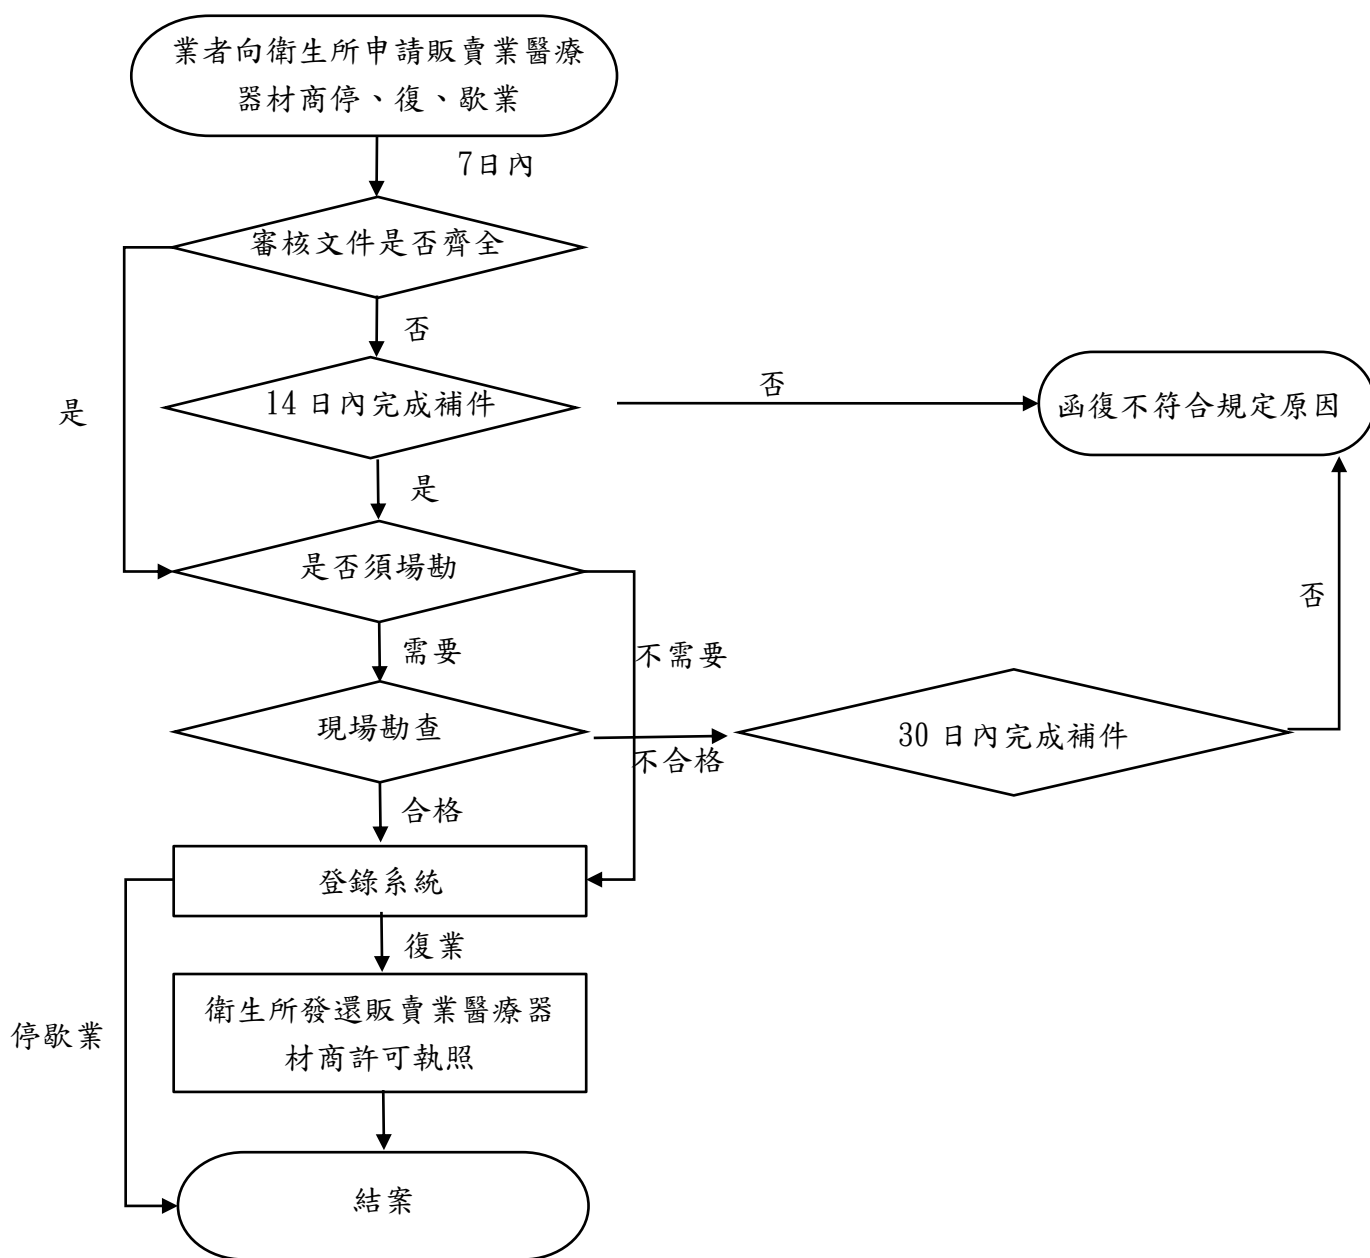 業者向衛生所申請販賣業醫療
器材商停、復、歇業
7日內
審核文件是否齊全
否
14 日內完成補件
否
函復不符合規定原因
是
是
是否須場勘
否
需要
不需要
現場勘查
30 日內完成補件
不合格
合格
登錄系統
復業
衛生所發還販賣業醫療器
材商許可執照
停歇業
結案